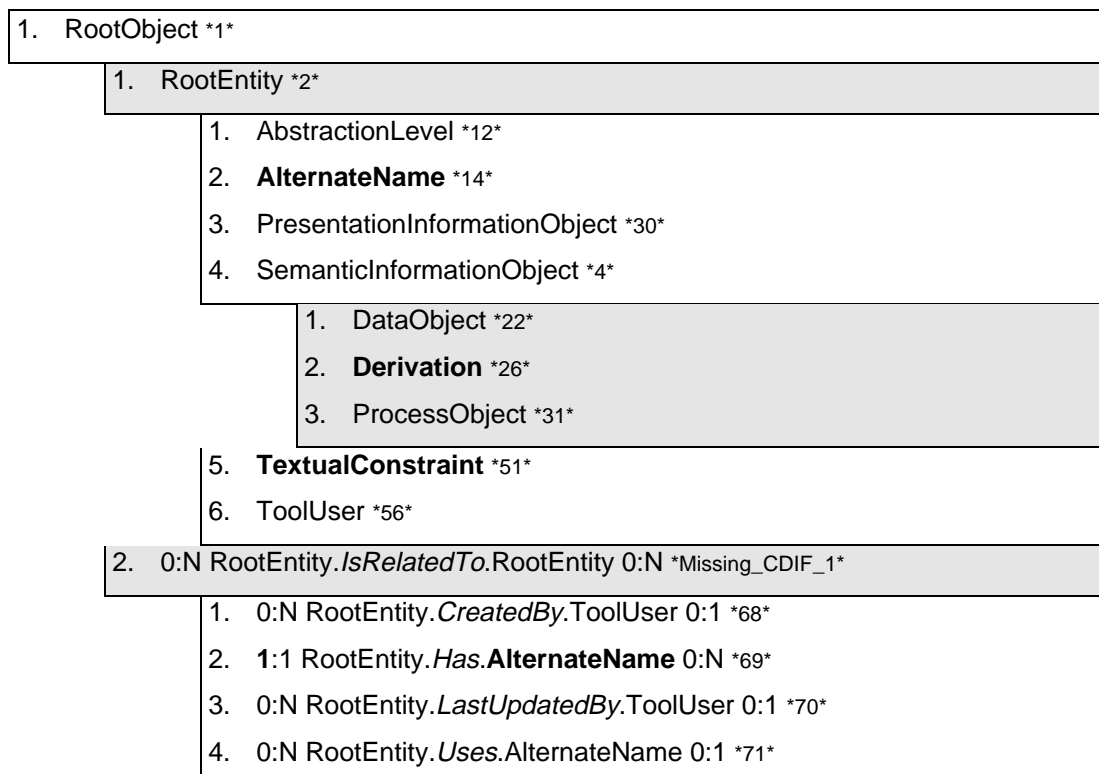 1. RootObject *1*
1. RootEntity *2*
1. AbstractionLevel *12*
2. AlternateName *14*
3. PresentationInformationObject *30*
4. SemanticInformationObject *4*
1. DataObject *22*
2. Derivation *26*
3. ProcessObject *31*
5. TextualConstraint *51*
6. ToolUser *56*
2. 0:N RootEntity.IsRelatedTo.RootEntity 0:N *Missing_CDIF_1*
1. 0:N RootEntity.CreatedBy.ToolUser 0:1 *68*
2. 1:1 RootEntity.Has.AlternateName 0:N *69*
3. 0:N RootEntity.LastUpdatedBy.ToolUser 0:1 *70*
4. 0:N RootEntity.Uses.AlternateName 0:1 *71*